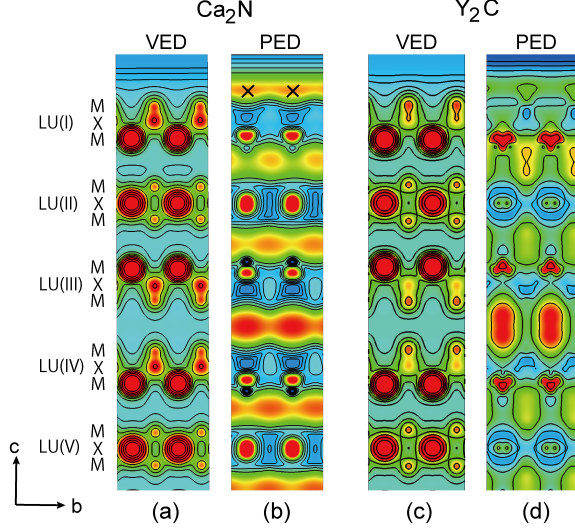 Ca₂N Y₂C
VED PED VED PED
M
LU(I) X
M
M
LU(II) X
M
M
LU(III) X
M
M
LU(IV) X
M
M
LU(V) X
M
c
b
(a) (b) (c) (d)